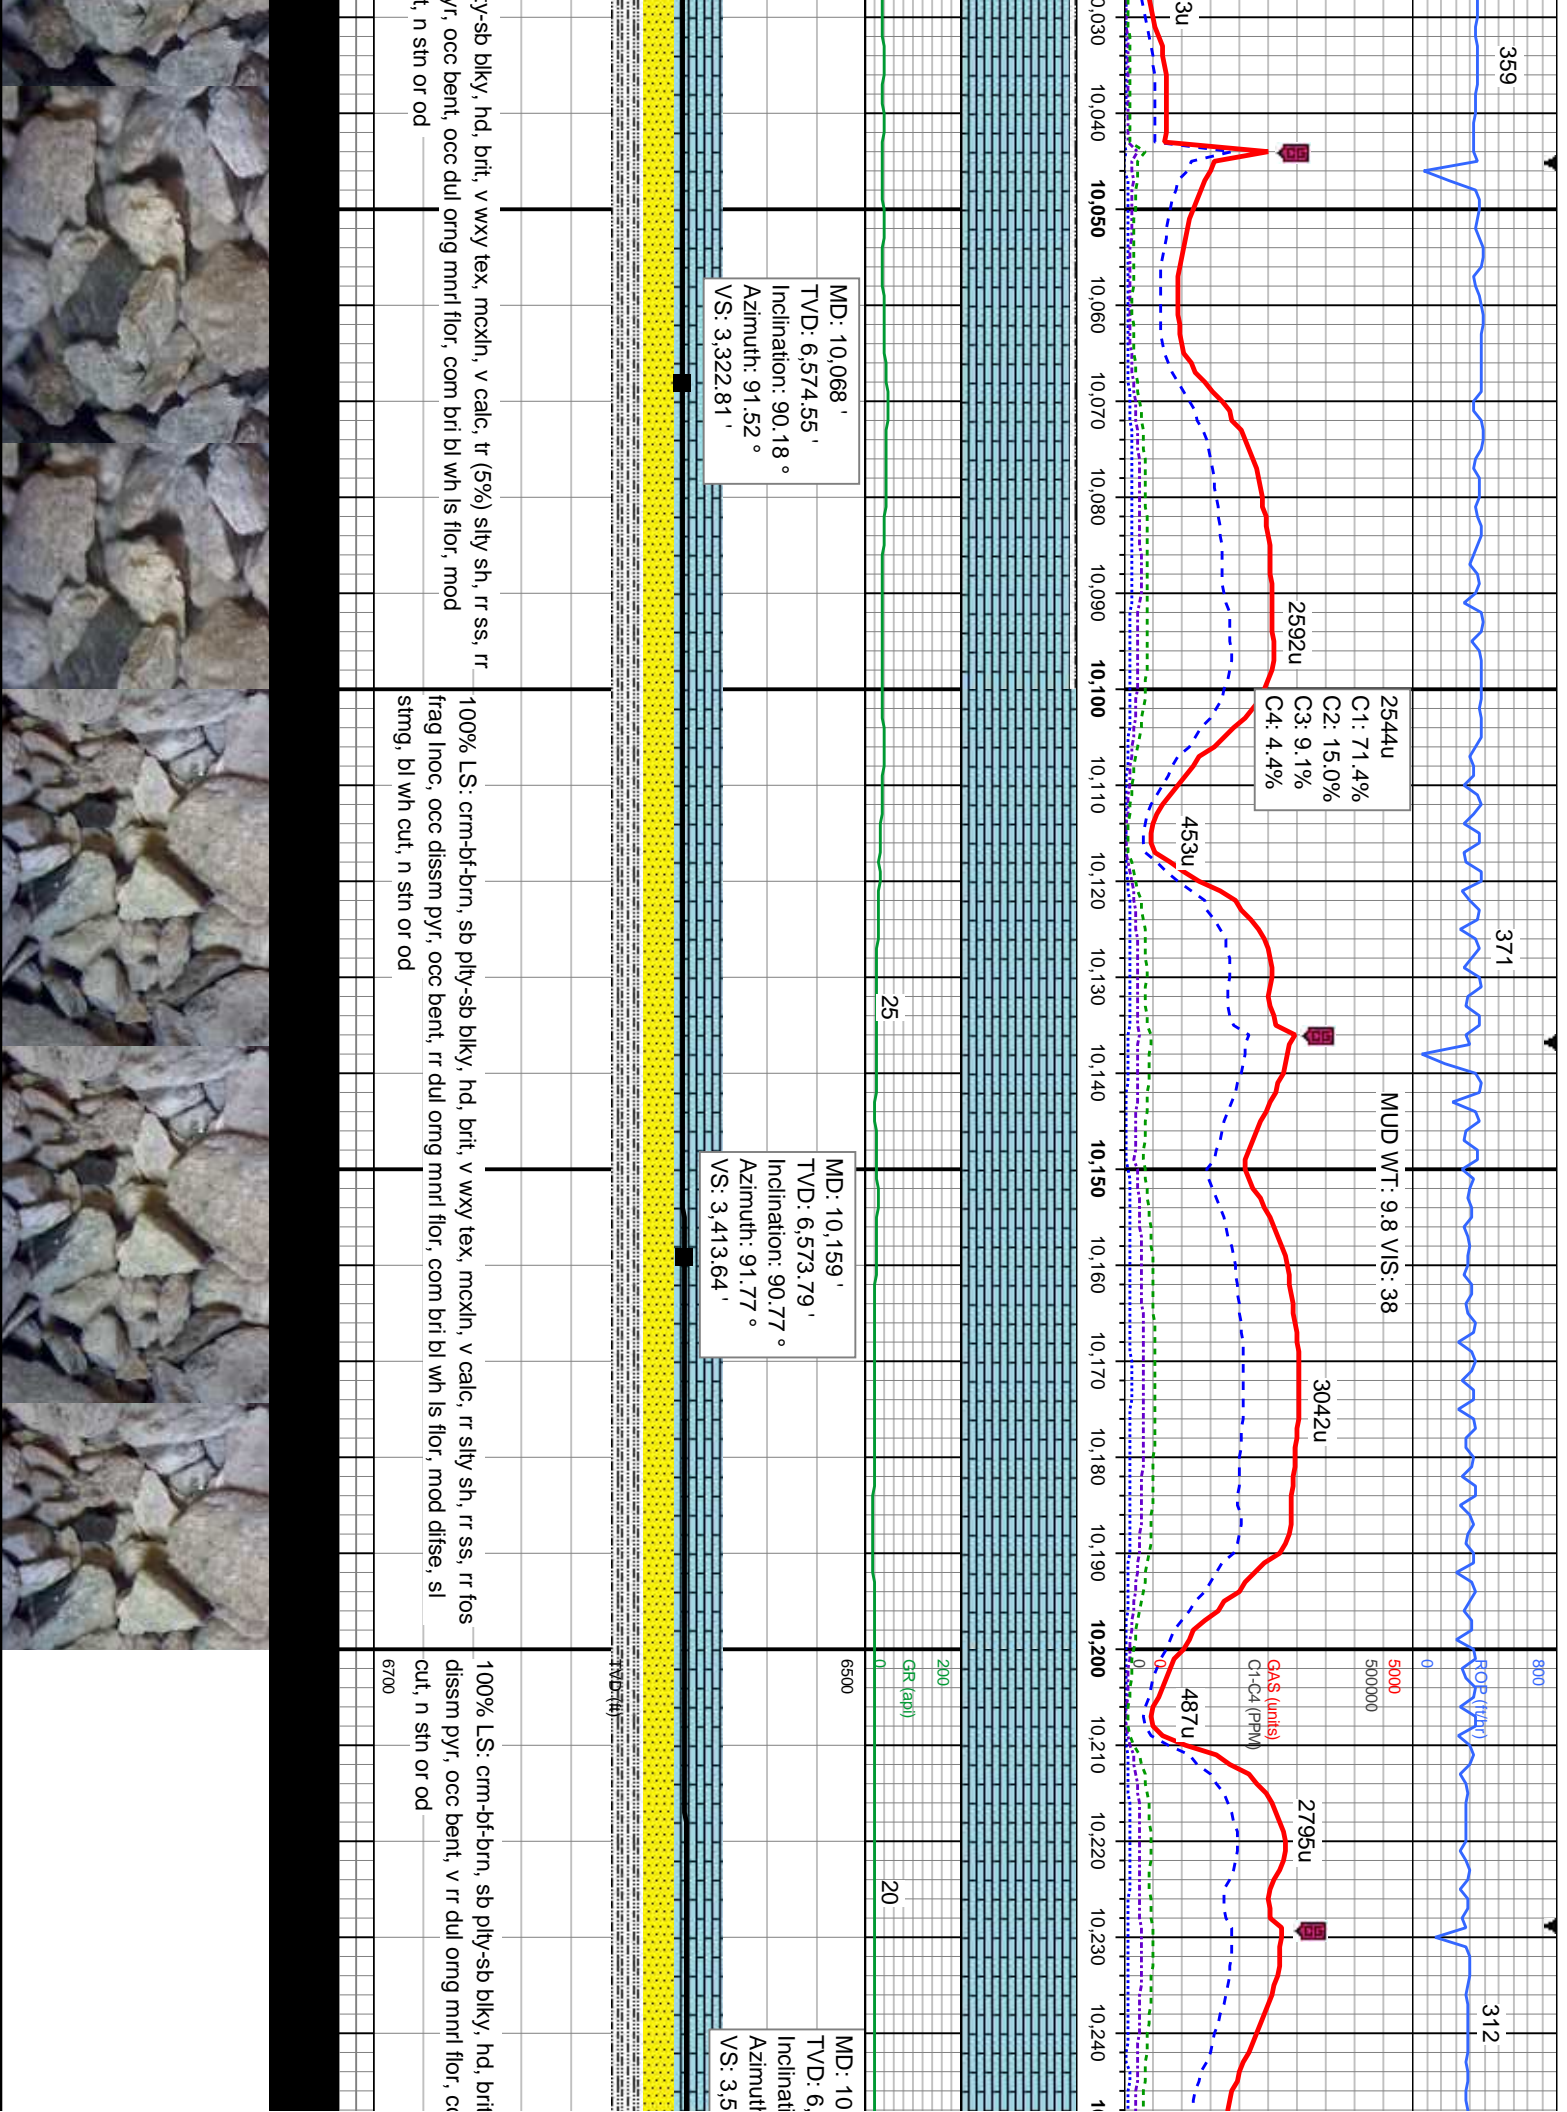 359
371
312
800
ROP (ft/hr)
0
MUD WT: 9.8 VIS: 38
5000
500000
GAS (units)
C1-C4 (PPM)
0
0
3u
2592u
2544u
C1: 71.4%
C2: 15.0%
C3: 9.1%
C4: 4.4%
453u
3042u
487u
2795u
0,030
10,040
10,050
10,060
10,070
10,080
10,090
10,100
10,110
10,120
10,130
10,140
10,150
10,160
10,170
10,180
10,190
10,200
10,210
10,220
10,230
10,240
200
GR (api)
0
25
20
6500
TVD (ft)
6700
MD: 10,068 '
TVD: 6,574.55 '
Inclination: 90.18 °
Azimuth: 91.52 °
VS: 3,322.81 '
MD: 10,159 '
TVD: 6,573.79 '
Inclination: 90.77 °
Azimuth: 91.77 °
VS: 3,413.64 '
MD: 10
TVD: 6,
Inclinati
Azimuth
VS: 3,5
y-sb blky, hd, brit, v wxy tex, mcxln, v calc, tr (5%) slty sh, rr ss, rr
yr, occ bent, occ dul orng mnrl flor, com bri bl wh ls flor, mod
t, n stn or od
100% LS: crm-bf-brn, sb plty-sb blky, hd, brit, v wxy tex, mcxln, v calc, rr slty sh, rr ss, rr fos
frag Inoc, occ dissm pyr, occ bent, rr dul orng mnrl flor, com bri bl wh ls flor, mod difse, sl
stmg, bl wh cut, n stn or od
100% LS: crm-bf-brn, sb plty-sb blky, hd, brit
dissm pyr, occ bent, v rr dul orng mnrl flor, co
cut, n stn or od